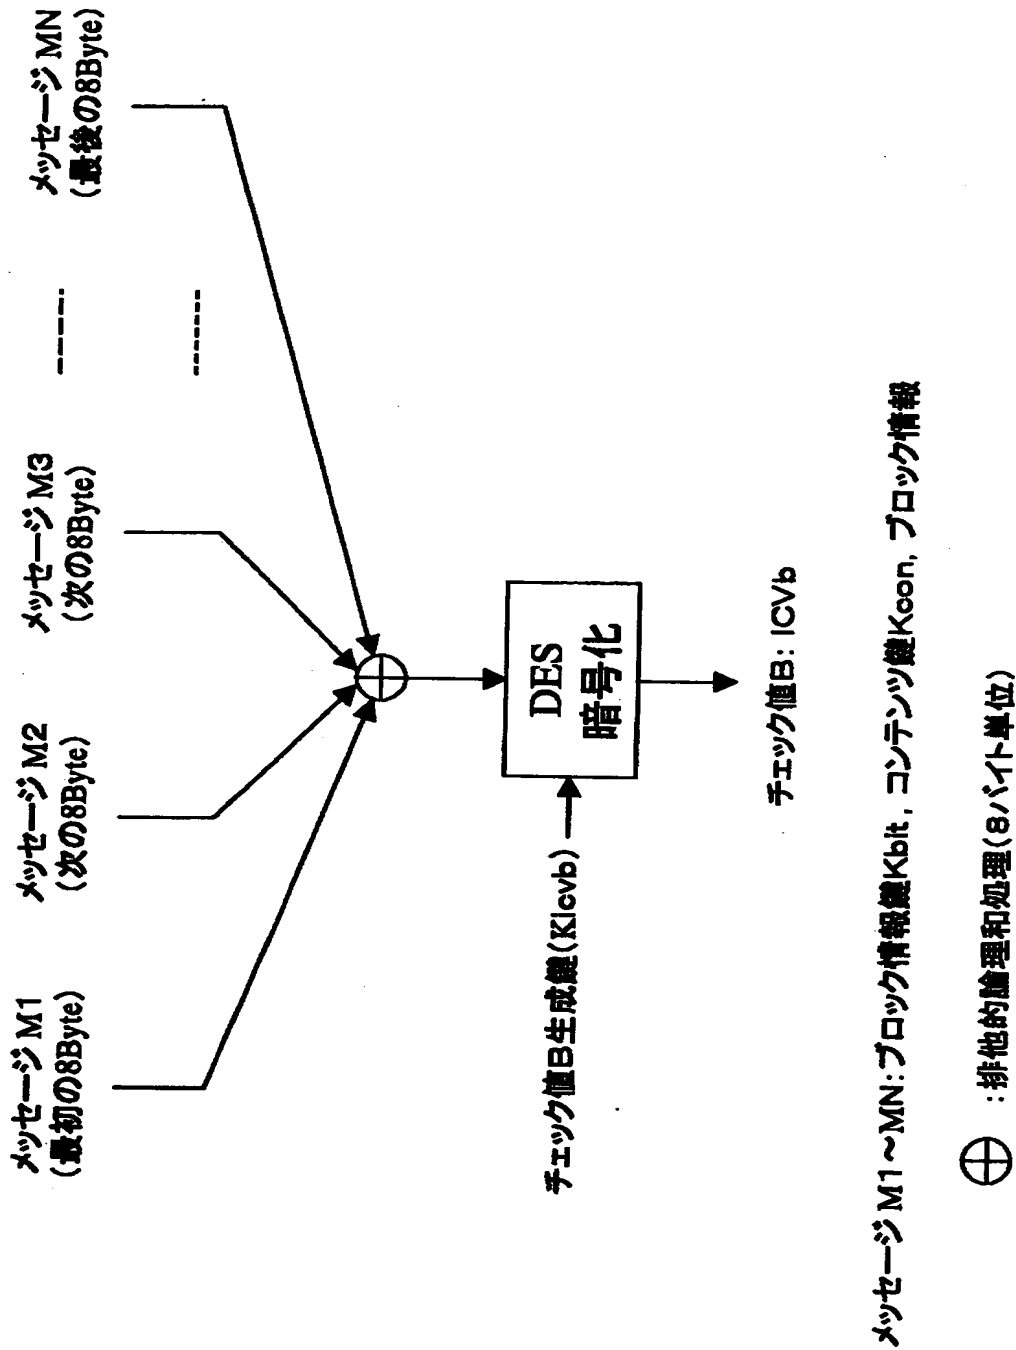 メッセージ M1
(最初の8Byte)
メッセージ M2
(次の8Byte)
メッセージ M3
(次の8Byte)
メッセージ MN
(最後の8Byte)
チェック値B生成鍵(Kicvb)
DES
暗号化
チェック値B: ICVb
メッセージ M1～MN:ブロック情報鍵Kbit, コンテンツ鍵Kcon, ブロック情報
:排他的論理和処理(8バイト単位)